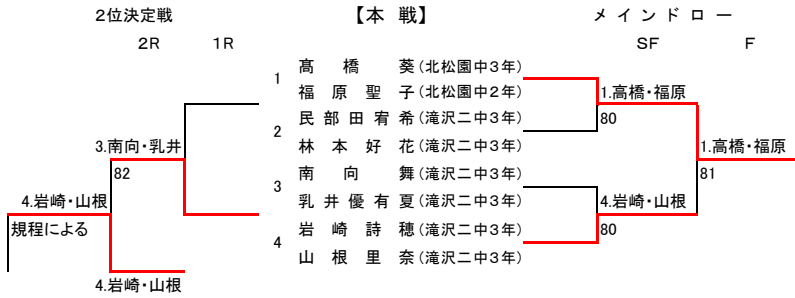 2位決定戦 【本 戦】 メインドロー
2R 1R SF F
1 髙橋 葵(北松園中3年)
福原聖子(北松園中2年) 1.高橋・福原
民部田宥希(滝沢二中3年) 80
2
3.南向・乳井 林本好花(滝沢二中3年) 1.高橋・福原
82 南向 舞(滝沢二中3年) 81
3
4.岩崎・山根 乳井優有夏(滝沢二中3年) 4.岩崎・山根
規程による 岩崎詩穂(滝沢二中3年) 80
4
山根里奈(滝沢二中3年)
4.岩崎・山根